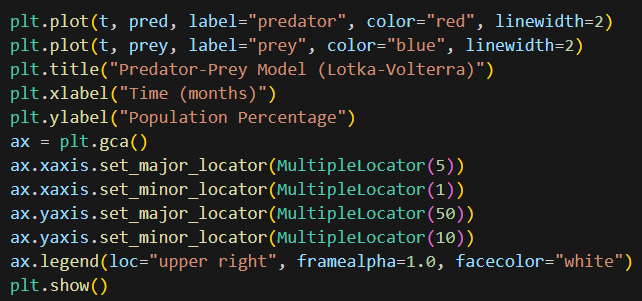 plt.plot(t, pred, label="predator", color="red", linewidth=2)
plt.plot(t, prey, label="prey", color="blue", linewidth=2)
plt.title("Predator-Prey Model (Lotka-Volterra)")
plt.xlabel("Time (months)")
plt.ylabel("Population Percentage")
ax = plt.gca()
ax.xaxis.set_major_locator(MultipleLocator(5))
ax.xaxis.set_minor_locator(MultipleLocator(1))
ax.yaxis.set_major_locator(MultipleLocator(50))
ax.yaxis.set_minor_locator(MultipleLocator(10))
ax.legend(loc="upper right", framealpha=1.0, facecolor="white")
plt.show()